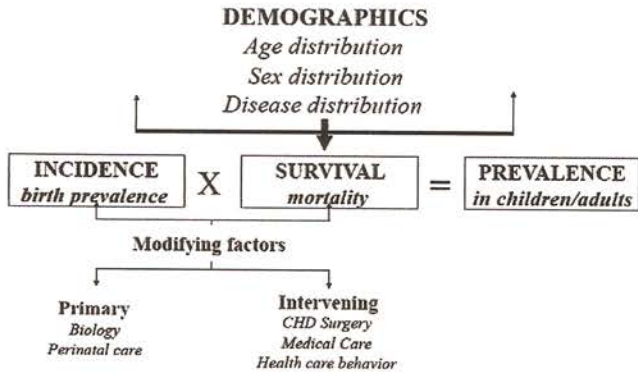 DEMOGRAPHICS
Age distribution
Sex distribution
Disease distribution
INCIDENCE
birth prevalence
X
SURVIVAL
mortality
=
PREVALENCE
in children/adults
Modifying factors
Primary
Biology
Perinatal care
Intervening
CHD Surgery
Medical Care
Health care behavior